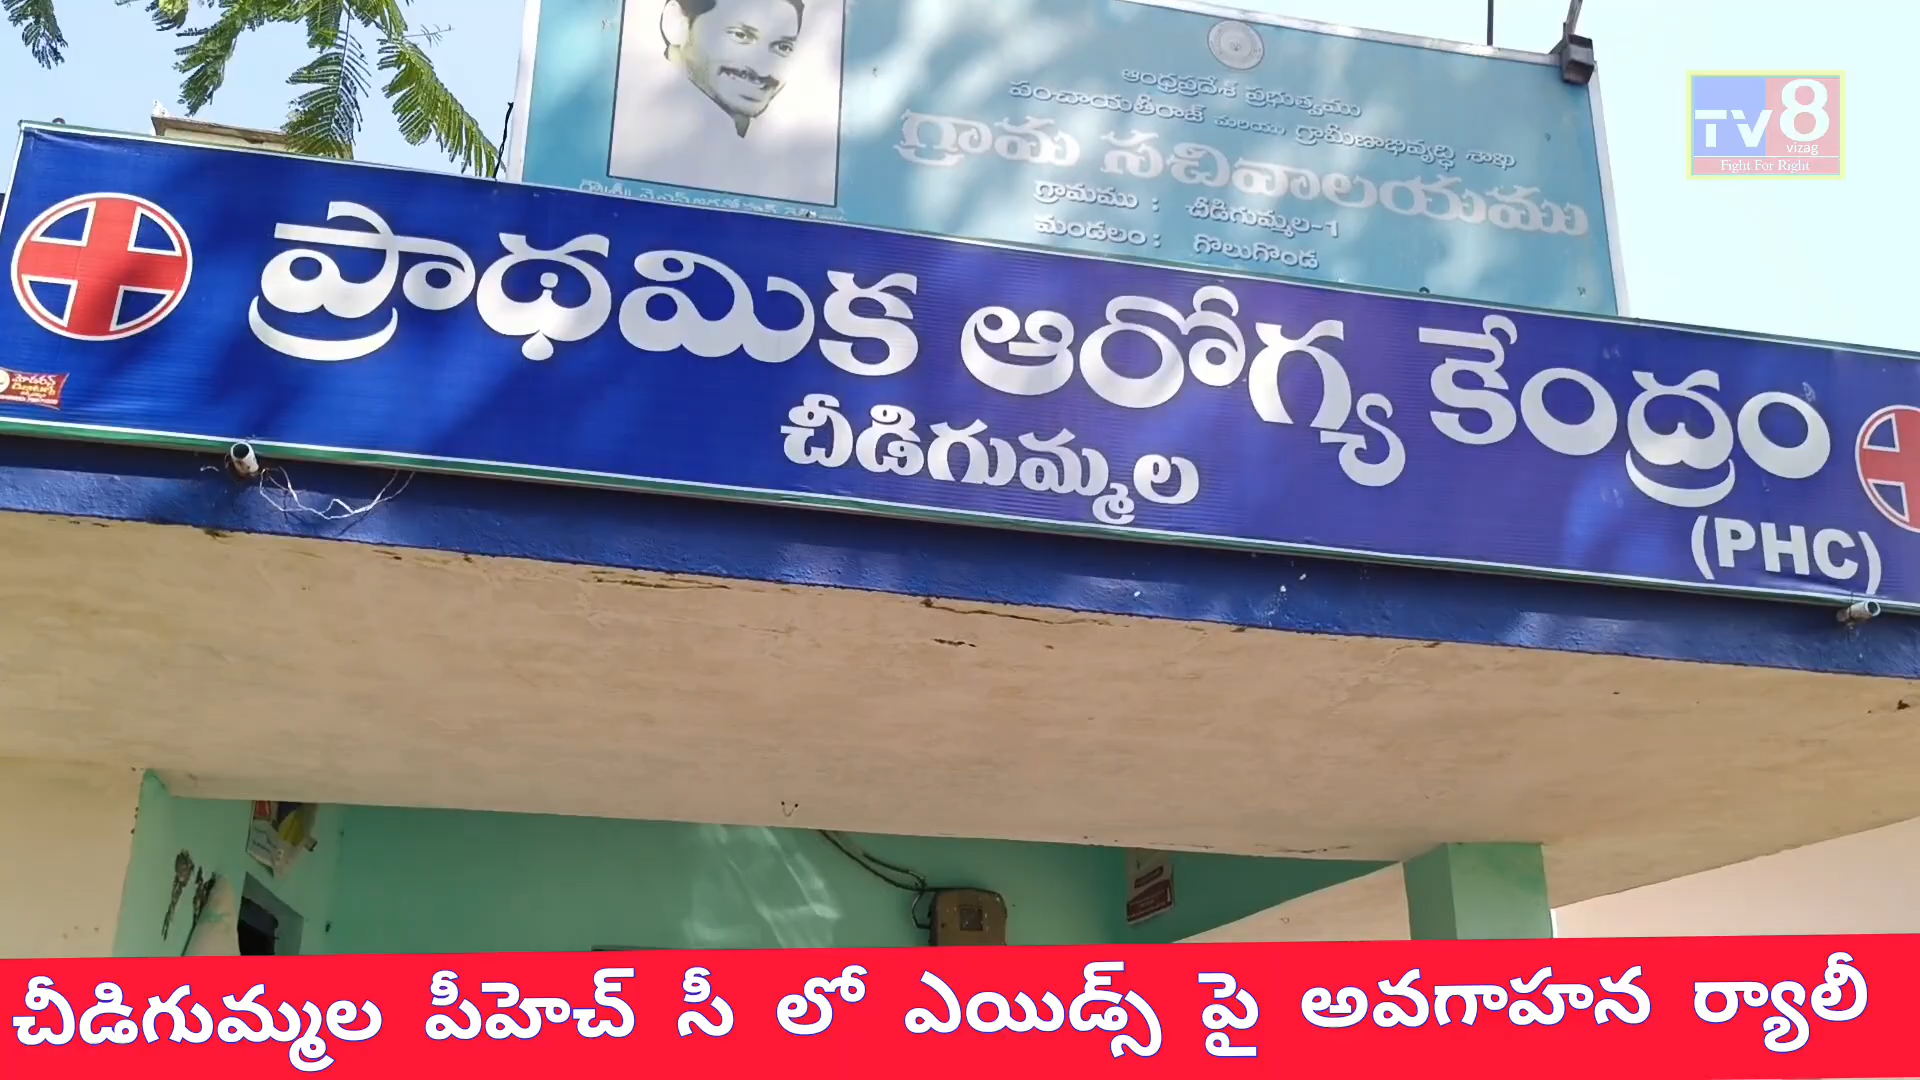 ఆంధ్రప్రదేశ్ ప్రభుత్వము
పంచాయతీరాజ్ మరియు గ్రామీణాభివృద్ధి శాఖ
గ్రామ సచివాలయము
గ్రామము : చీడిగుమ్మల-1
మండలం : గొలుగొండ
TV8
vizag
Fight For Right
ప్రాథమిక ఆరోగ్య కేంద్రం
చీడిగుమ్మల
(PHC)
చీడిగుమ్మల పీహెచ్ సీ లో ఎయిడ్స్ పై అవగాహన ర్యాలీ